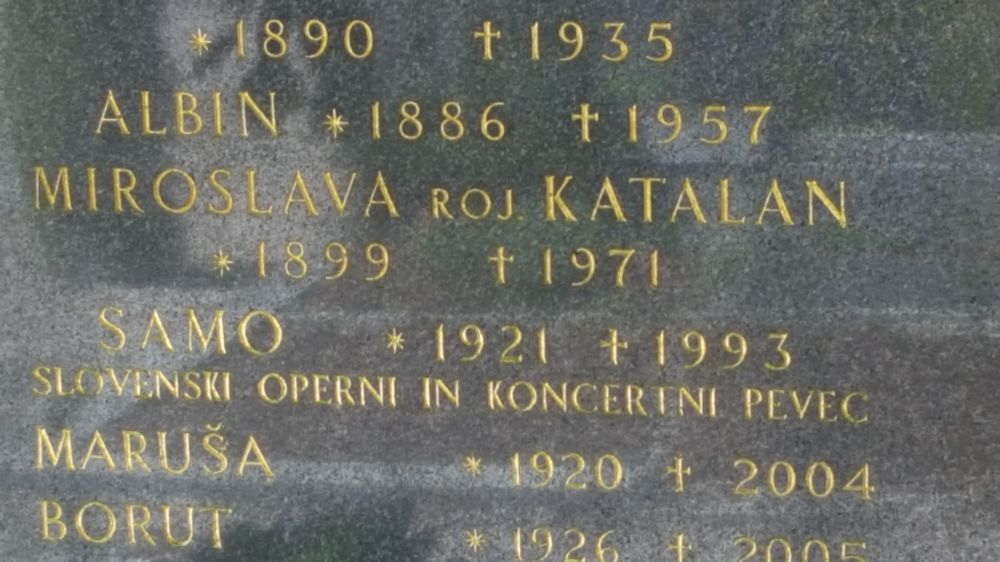 * 1890 † 1935
ALBIN * 1886 † 1957
MIROSLAVA ROJ. KATALAN
* 1899 † 1971
SAMO * 1921 † 1993
SLOVENSKI OPERNI IN KONCERTNI PEVEC
MARUŠA * 1920 † 2004
BORUT * 1926 † 2005